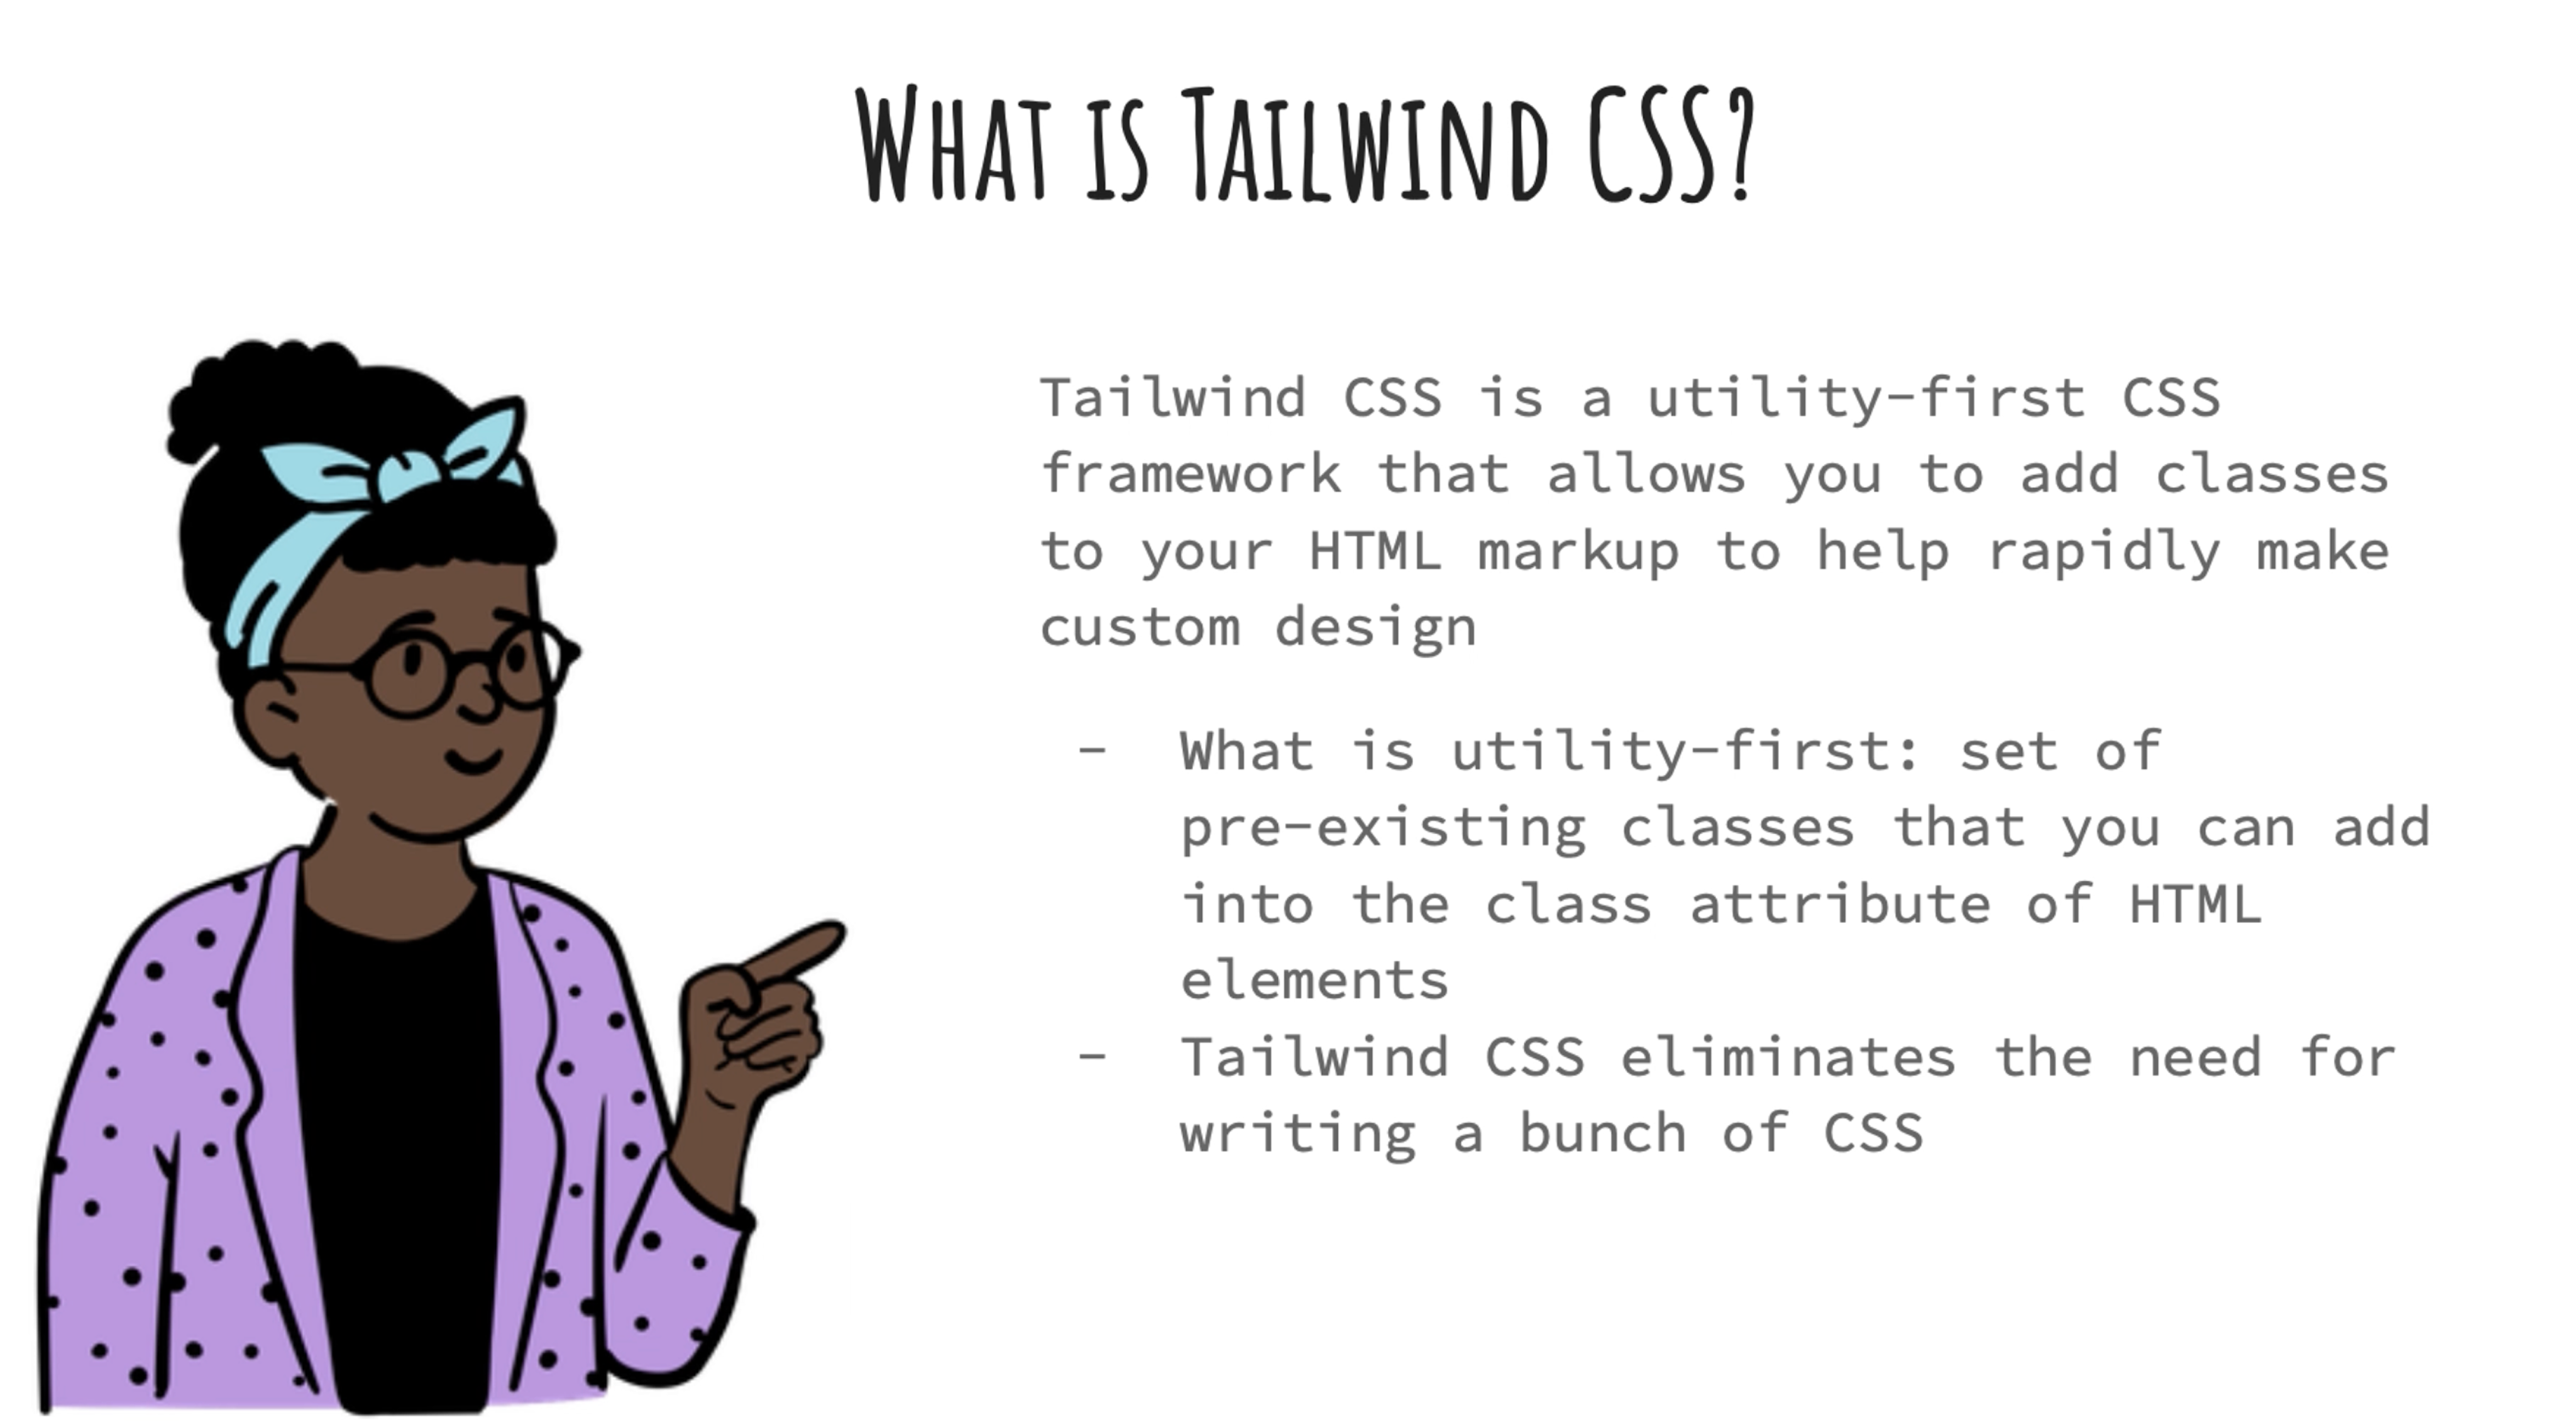 What is Tailwind CSS?
Tailwind CSS is a utility-first CSS
framework that allows you to add classes
to your HTML markup to help rapidly make
custom design
- What is utility-first: set of
pre-existing classes that you can add
into the class attribute of HTML
elements
- Tailwind CSS eliminates the need for
writing a bunch of CSS